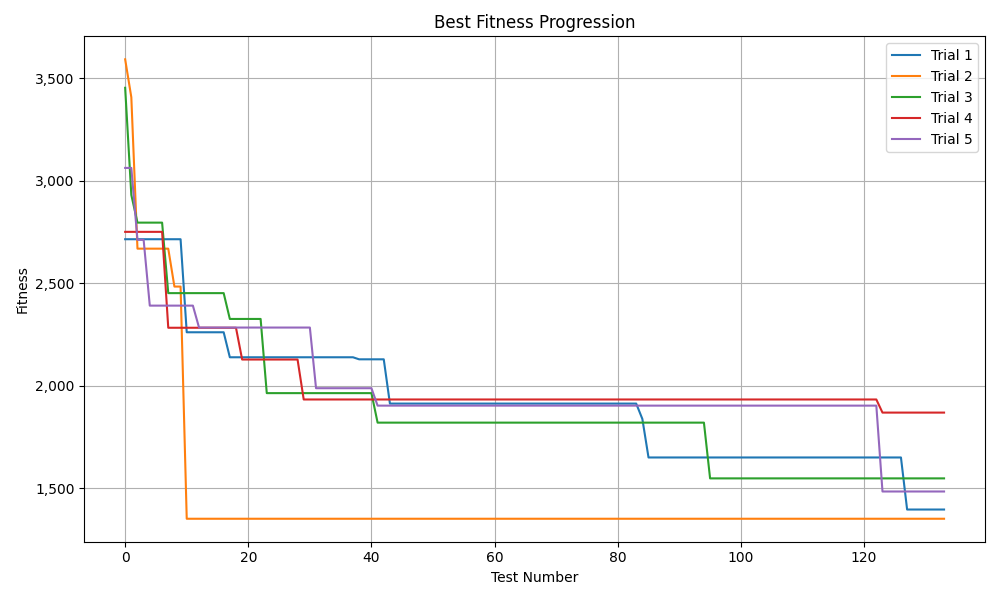 Best Fitness Progression
Trial 1
Trial 2
Trial 3
Trial 4
Trial 5
Fitness
3,500
3,000
2,500
2,000
1,500
0 20 40 60 80 100 120
Test Number